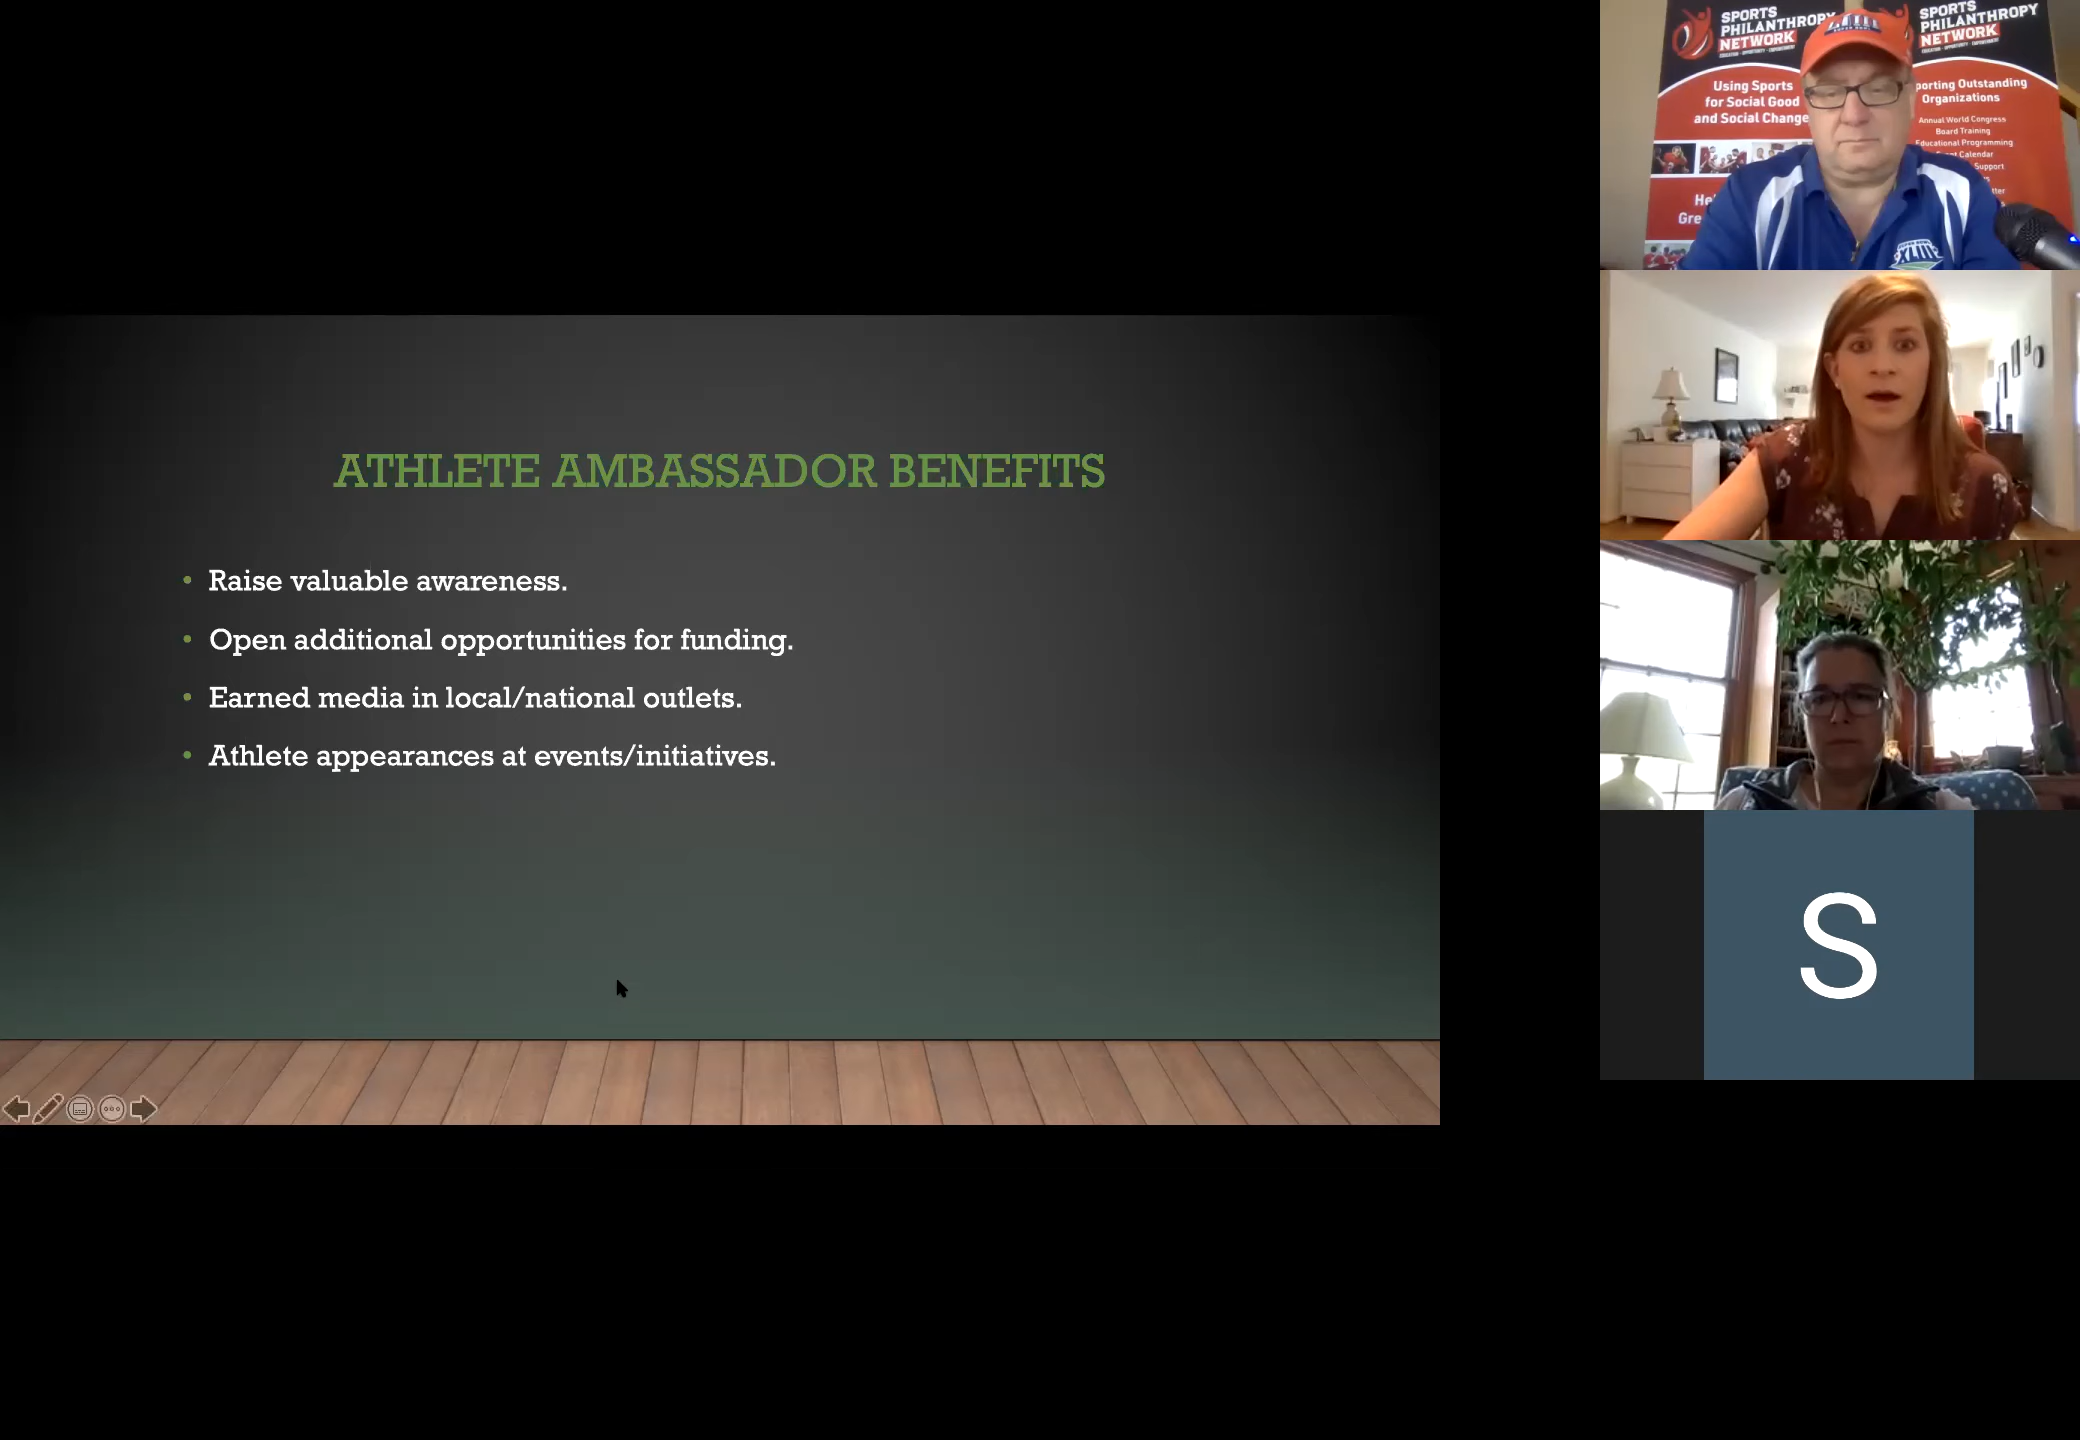 ATHLETE AMBASSADOR BENEFITS
• Raise valuable awareness.
• Open additional opportunities for funding.
• Earned media in local/national outlets.
• Athlete appearances at events/initiatives.
SPORTS
PHILANTHROPY
NETWORK
Using Sports
for Social Good
and Social Change
SPORTS
PHILANTHROPY
NETWORK
porting Outstanding
Organizations
Annual World Congress
Board Training
Educational Programming
Calendar
Support
XLIII
S